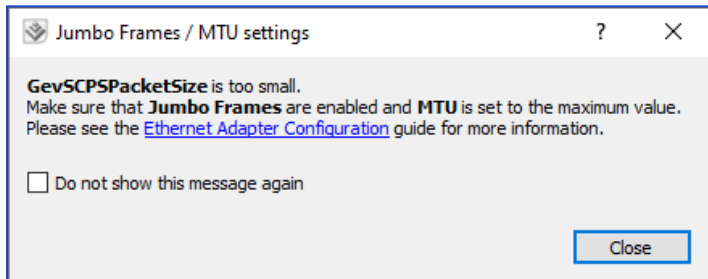 Jumbo Frames / MTU settings ? ×
GevSCPSPacketSize is too small.
Make sure that Jumbo Frames are enabled and MTU is set to the maximum value.
Please see the Ethernet Adapter Configuration guide for more information.
Do not show this message again
Close